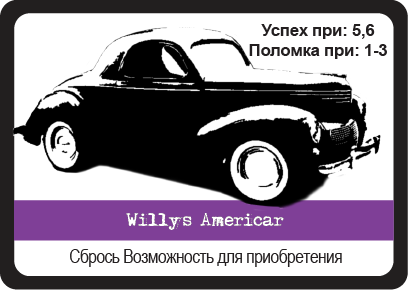 Успех при: 5,6
Поломка при: 1-3
Willys Americar
Сбрось Возможность для приобретения